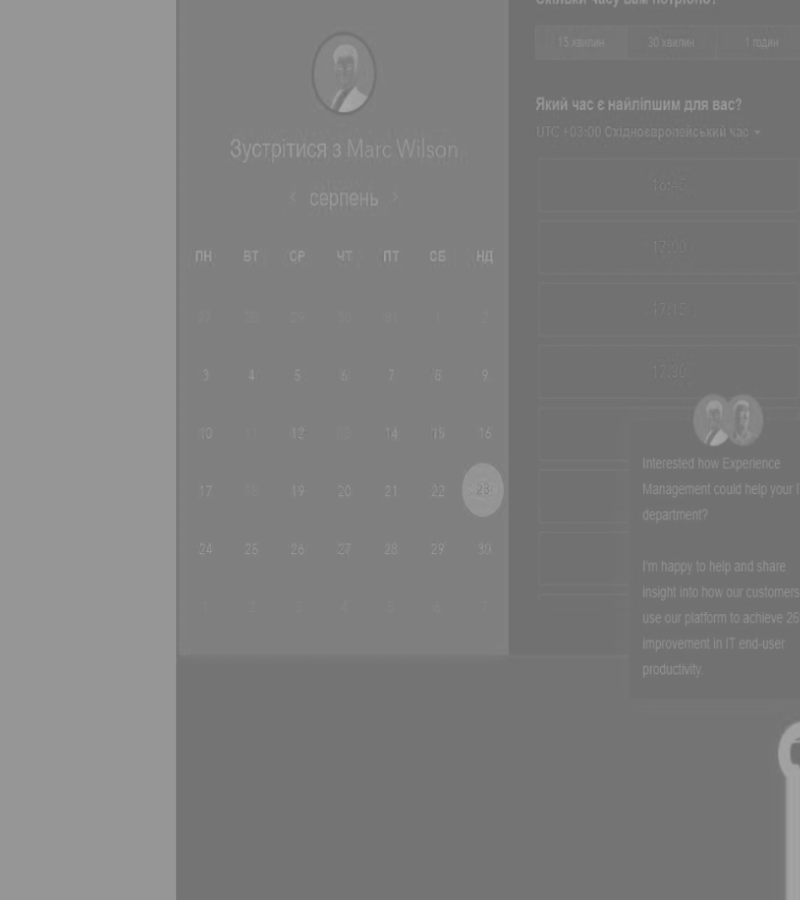 Скільки часу вам потрібно?
15 хвилин 30 хвилин 1 годин
Який час є найліпшим для вас?
UTC +03:00 Східноєвропейський час
Зустрітися з Marc Wilson
серпень
ПН ВТ СР ЧТ ПТ СБ НД
27 28 29 30 31 1 2
3 4 5 6 7 8 9
10 11 12 13 14 15 16
17 18 19 20 21 22 23
24 25 26 27 28 29 30
1 2 3 4 5 6 7
16:45
17:00
17:15
17:30
Interested how Experience
Management could help your
department?
I'm happy to help and share
insight into how our customers
use our platform to achieve 26
improvement in IT end-user
productivity.